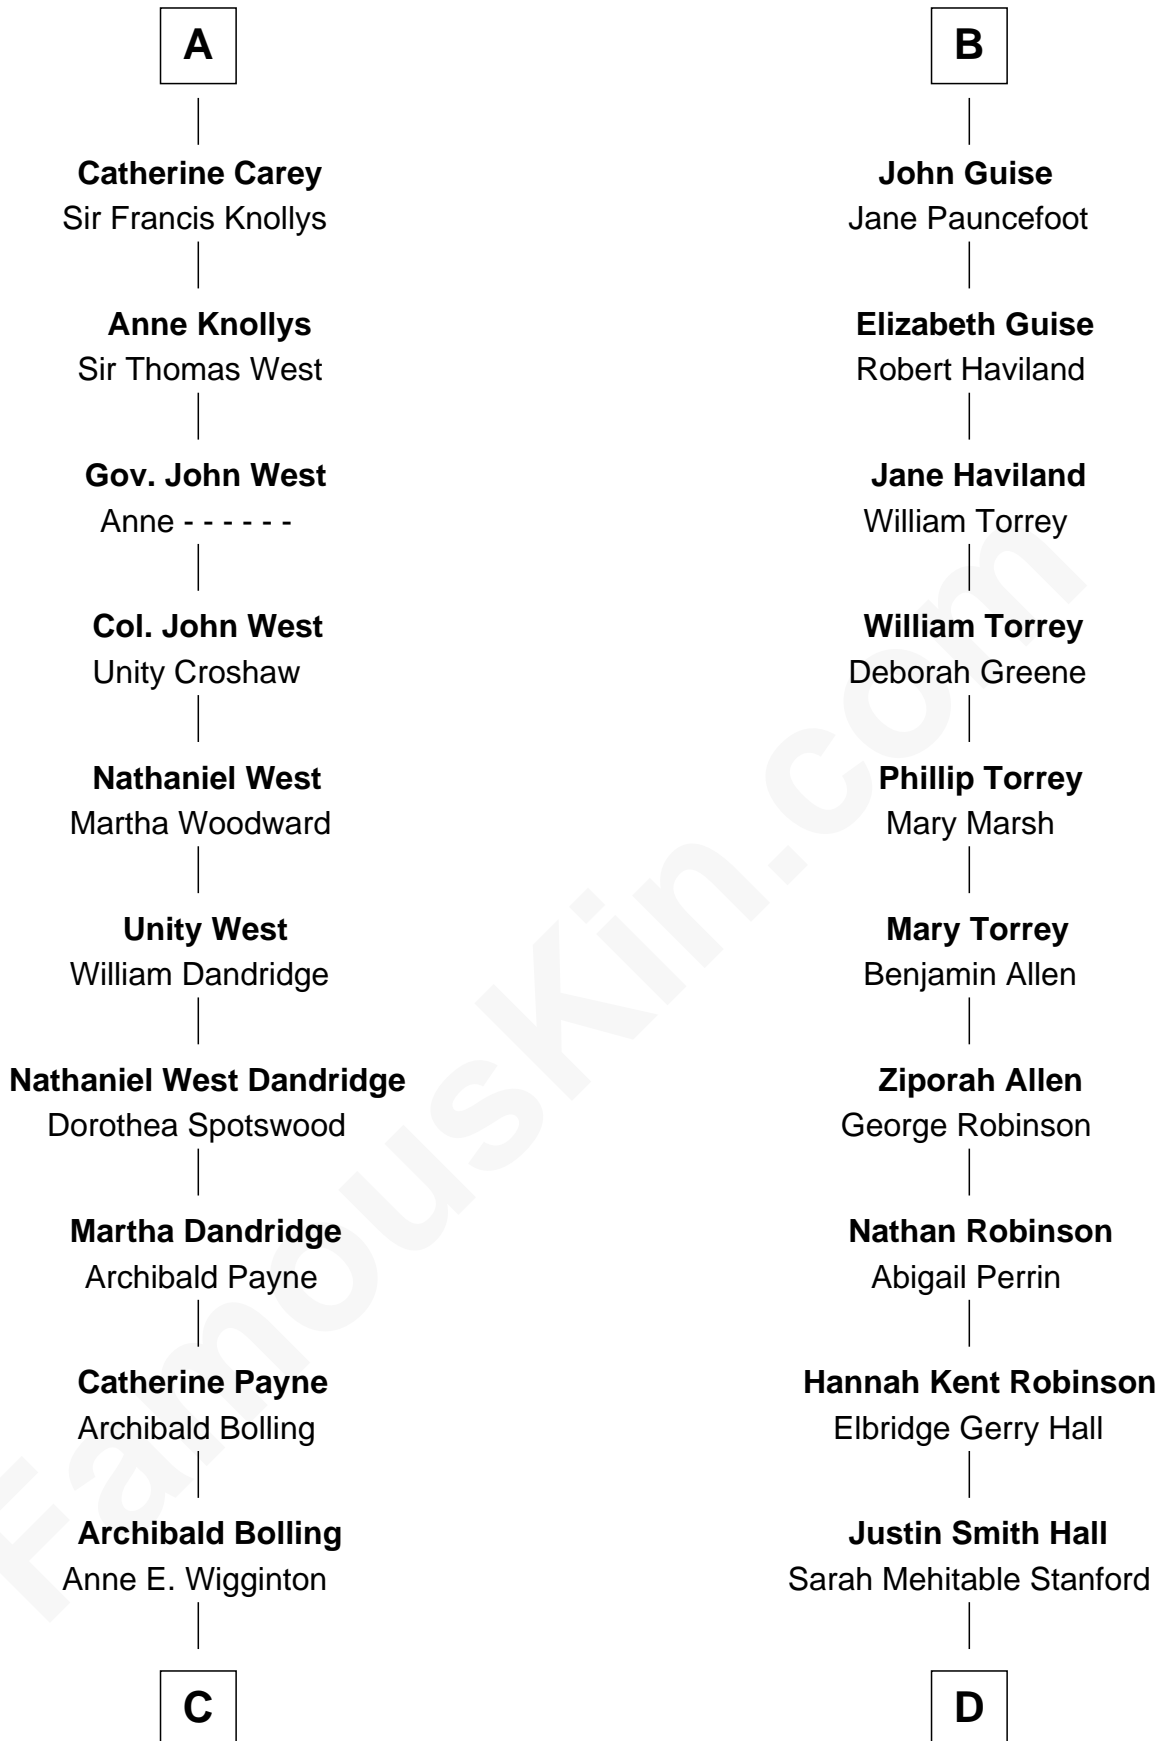 A
Catherine Carey
Sir Francis Knollys
Anne Knollys
Sir Thomas West
Gov. John West
Anne - - - - - -
Col. John West
Unity Croshaw
Nathaniel West
Martha Woodward
Unity West
William Dandridge
Nathaniel West Dandridge
Dorothea Spotswood
Martha Dandridge
Archibald Payne
Catherine Payne
Archibald Bolling
Archibald Bolling
Anne E. Wigginton
C
B
John Guise
Jane Pauncefoot
Elizabeth Guise
Robert Haviland
Jane Haviland
William Torrey
William Torrey
Deborah Greene
Phillip Torrey
Mary Marsh
Mary Torrey
Benjamin Allen
Ziporah Allen
George Robinson
Nathan Robinson
Abigail Perrin
Hannah Kent Robinson
Elbridge Gerry Hall
Justin Smith Hall
Sarah Mehitable Stanford
D
FamousKin.com